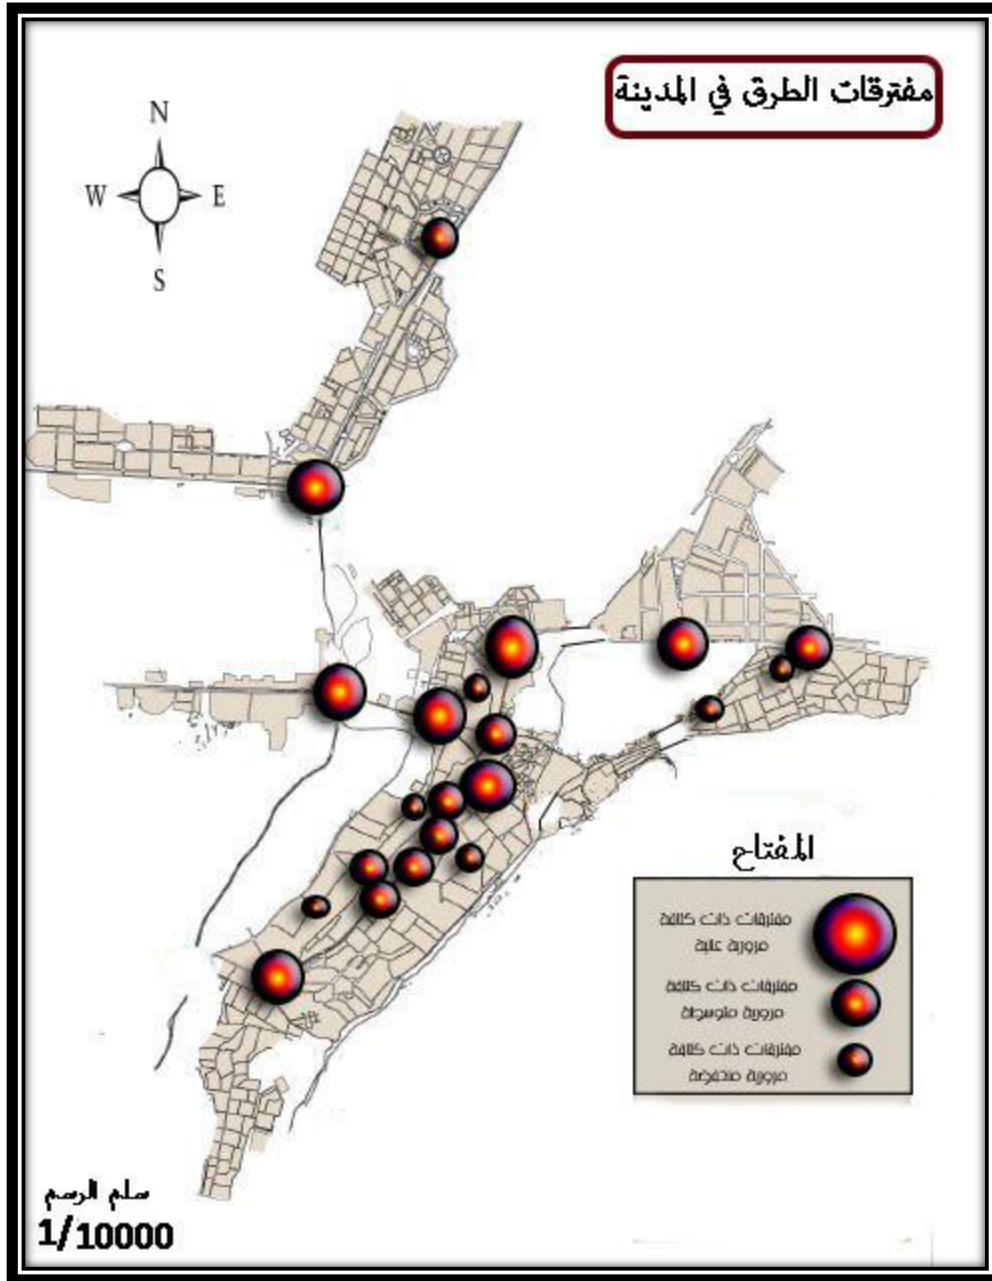 مفترقات الطرق في المدينة
N
W E
S
المفتاح
مفترقات ذات كثافة
مرورية عالية
مفترقات ذات كثافة
مرورية متوسطة
مفترقات ذات كثافة
مرورية منخفضة
سلم الرسم
1/10000